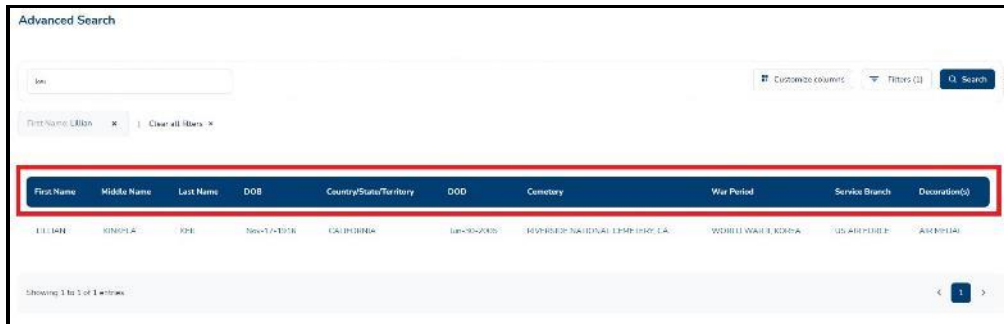 Advanced Search
Customize columns Filters (1) Search
First Name: Lillian × | Clear all filters ×
First Name Middle Name Last Name DOB Country/State/Territory DOD Cemetery War Period Service Branch Decoration(s)
LILLIAN KINKELA KEIL Nov-17-1916 CALIFORNIA Jun-30-2005 RIVERSIDE NATIONAL CEMETERY, CA WORLD WAR II, KOREA US AIR FORCE AIR MEDAL
Showing 1 to 1 of 1 entries
< 1 >